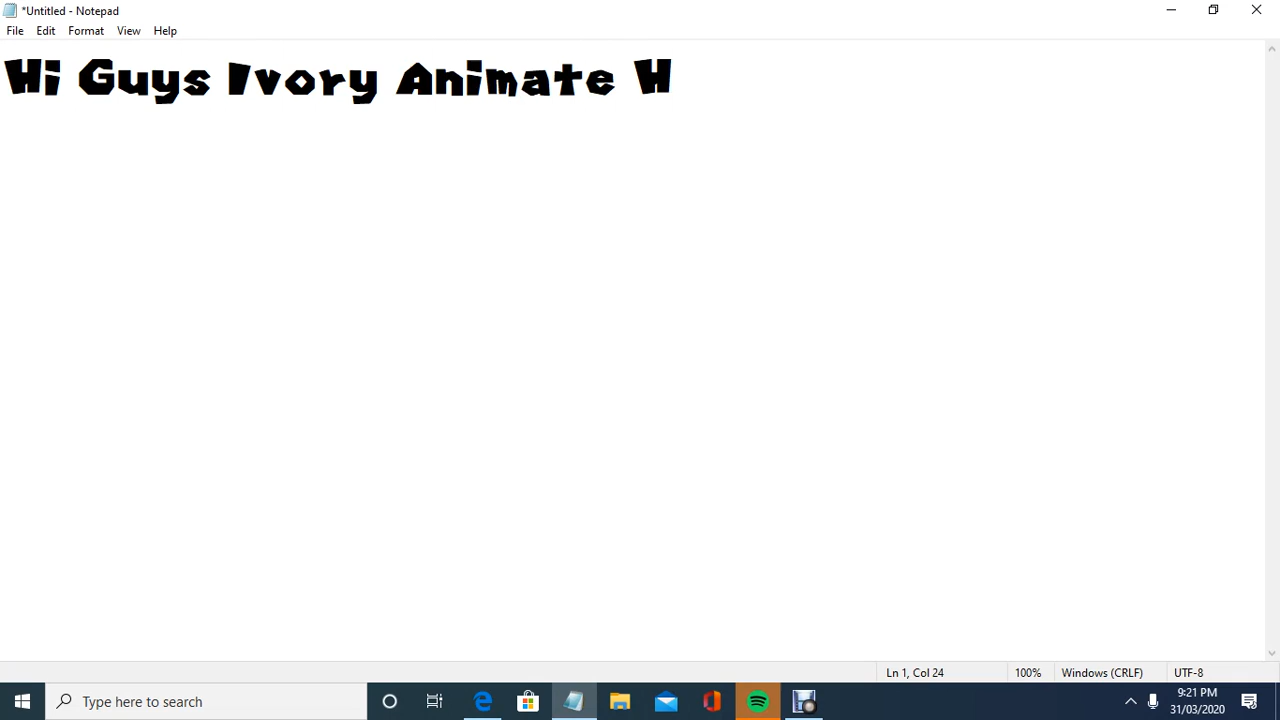 *Untitled - Notepad
File Edit Format View Help
Hi Guys Ivory Animate H
Ln 1, Col 24 100% Windows (CRLF) UTF-8
Type here to search
9:21 PM
31/03/2020